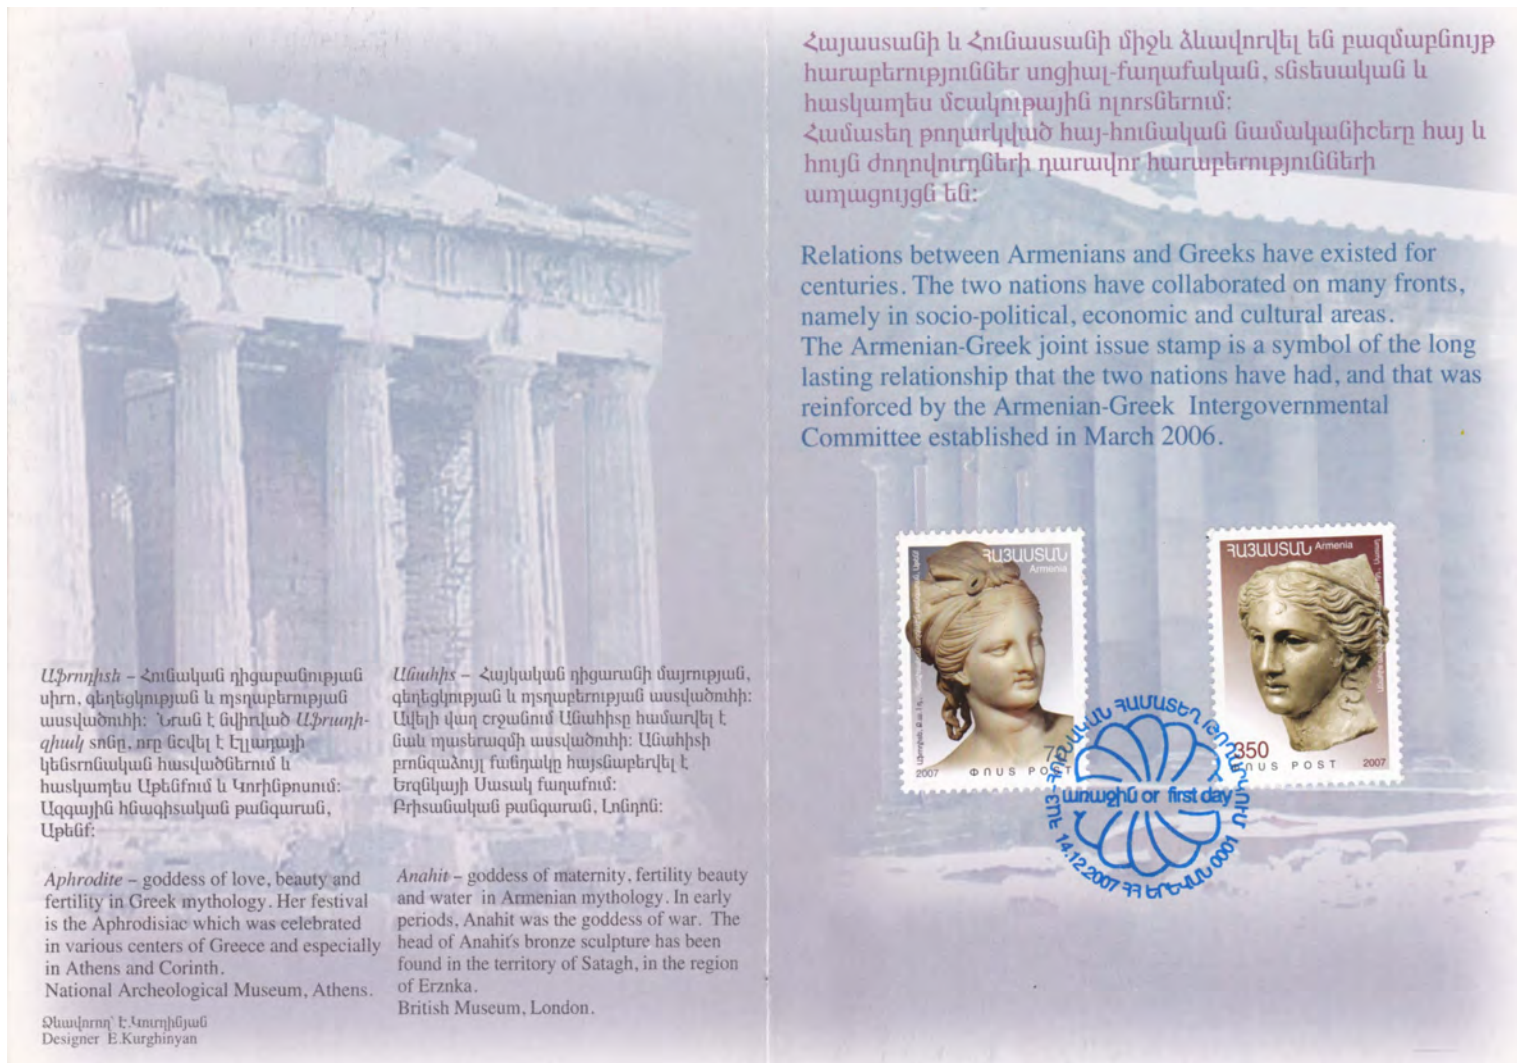 Աֆրոդիտե – Հունական դիցաբանության
սիրո, գեղեցկության և պտղաբերության
աստվածուհի: Նրան է նվիրված Աֆրադի-
զիակ տոնը, որը նշվել է Էլլադայի
կենտրոնական հատվածներում և
հատկապես Աթենքում և Կորինթոսում:
Ազգային հնագիտական թանգարան,
Աթենք:
Aphrodite – goddess of love, beauty and
fertility in Greek mythology. Her festival
is the Aphrodisiac which was celebrated
in various centers of Greece and especially
in Athens and Corinth.
National Archeological Museum, Athens.
Ձևավորող՝ Է.Կուրղինյան
Designer E.Kurghinyan
Անահիտ – Հայկական դիցարանի մայրության,
գեղեցկության և պտղաբերության աստվածուհի:
Ավելի վաղ շրջանում Անահիտը համարվել է
նաև պատերազմի աստվածուհի: Անահիտի
բրոնզաձույլ քանդակը հայտնաբերվել է
Երզնկայի Սատակ քաղաքում:
Բրիտանական թանգարան, Լոնդոն:
Anahit – goddess of maternity, fertility beauty
and water in Armenian mythology. In early
periods, Anahit was the goddess of war. The
head of Anahit's bronze sculpture has been
found in the territory of Satagh, in the region
of Erznka.
British Museum, London.
Հայաստանի և Հունաստանի միջև ձևավորվել են բազմաբնույթ
հարաբերություններ սոցիալ-քաղաքական, տնտեսական և
հատկապես մշակութային ոլորտներում:
Համատեղ թողարկված հայ-հունական նամականիշերը հայ և
հույն ժողովուրդների դարավոր հարաբերությունների
ապացույցն են:
Relations between Armenians and Greeks have existed for
centuries. The two nations have collaborated on many fronts,
namely in socio-political, economic and cultural areas.
The Armenian-Greek joint issue stamp is a symbol of the long
lasting relationship that the two nations have had, and that was
reinforced by the Armenian-Greek Intergovernmental
Committee established in March 2006.
ՀԱՅԱՍՏԱՆ
Armenia
2007 ՓՈՍՏ POST
ՀԱՅԱՍՏԱՆ Armenia
350
ՓՈՍՏ POST 2007
ՀԱՅ-ՀՈՒՆԱԿԱՆ ՀԱՄԱՏԵՂ ԹՈՂԱՐԿՈՒՄ
առաջին օր first day
14.12.2007 ՀՀ ԵՐԵՎԱՆ 0001